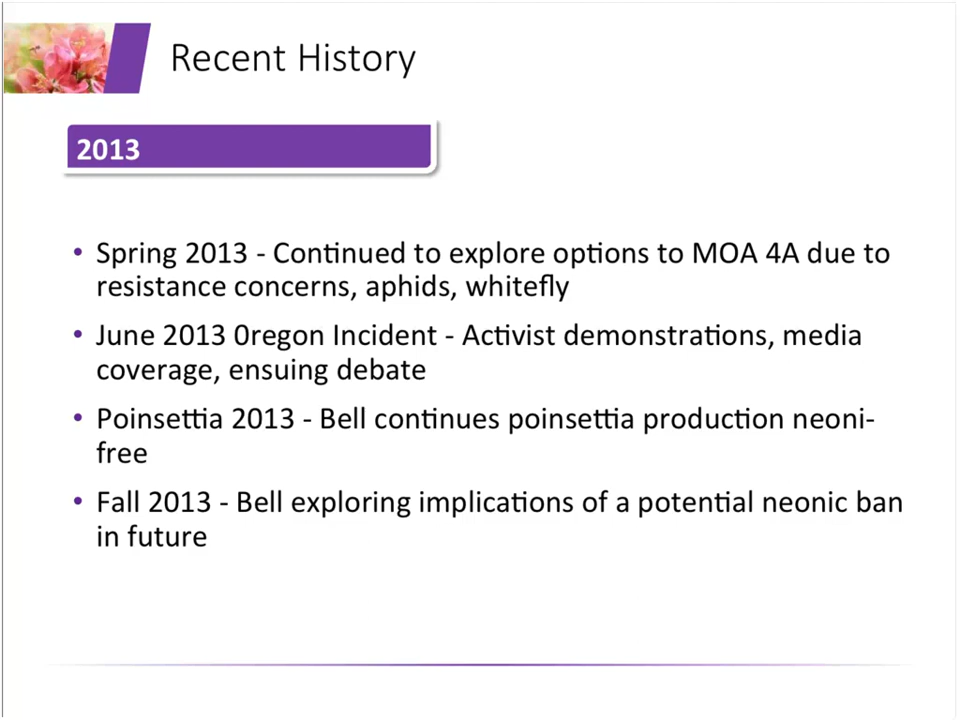 Recent History
2013
• Spring 2013 - Continued to explore options to MOA 4A due to
resistance concerns, aphids, whitefly
• June 2013 0regon Incident - Activist demonstrations, media
coverage, ensuing debate
• Poinsettia 2013 - Bell continues poinsettia production neoni-
free
• Fall 2013 - Bell exploring implications of a potential neonic ban
in future